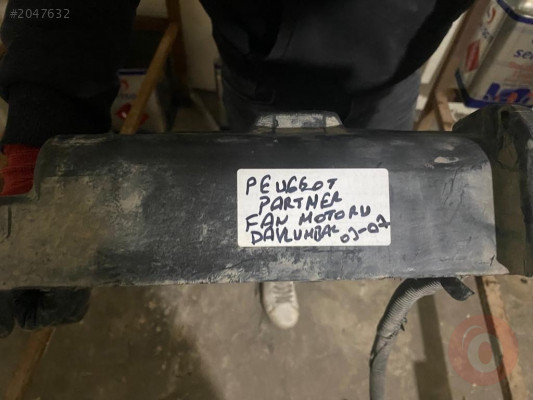 #2047632
PEUGEOT
PARTNER
FAN MOTORU
DAVLUMBAZ 03-07